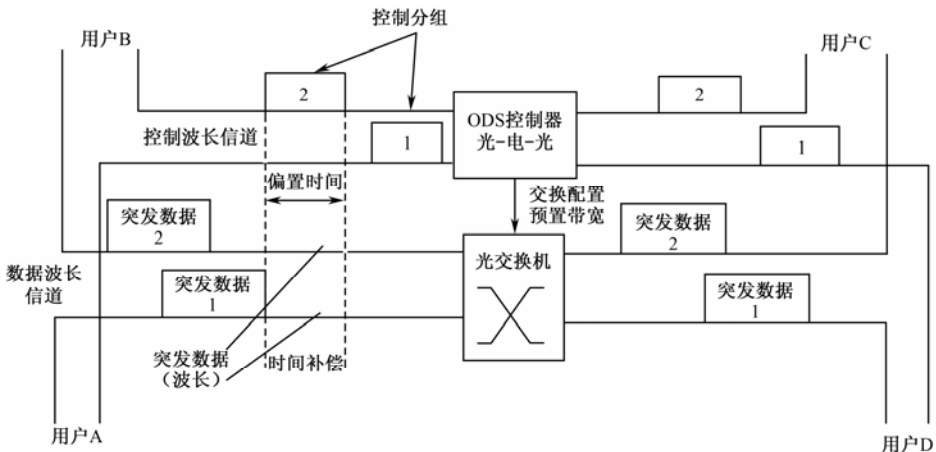 控制分组
用户B
用户C
2
2
控制波长信道
1
ODS控制器
光-电-光
1
偏置时间
交换配置
预置带宽
突发数据
2
突发数据
2
数据波长
信道
光交换机
突发数据
1
突发数据
1
突发数据
（波长）
时间补偿
用户A
用户D